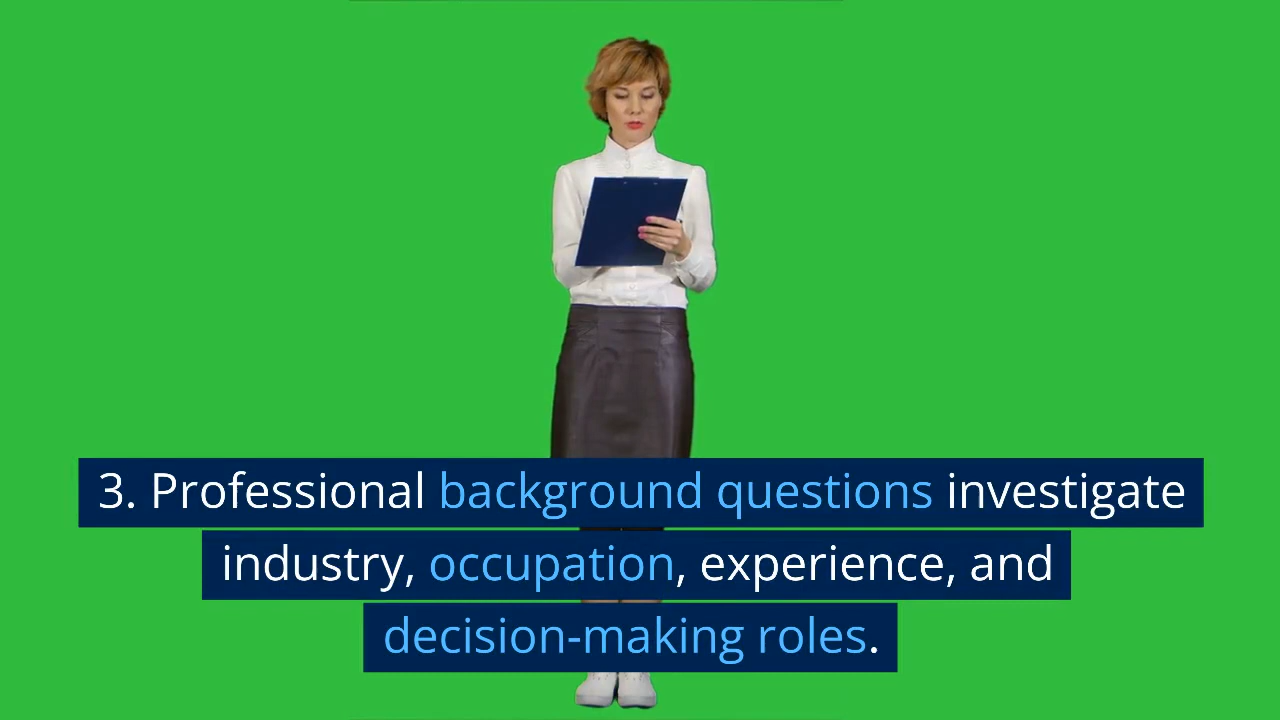 3. Professional background questions investigate
industry, occupation, experience, and
decision-making roles.